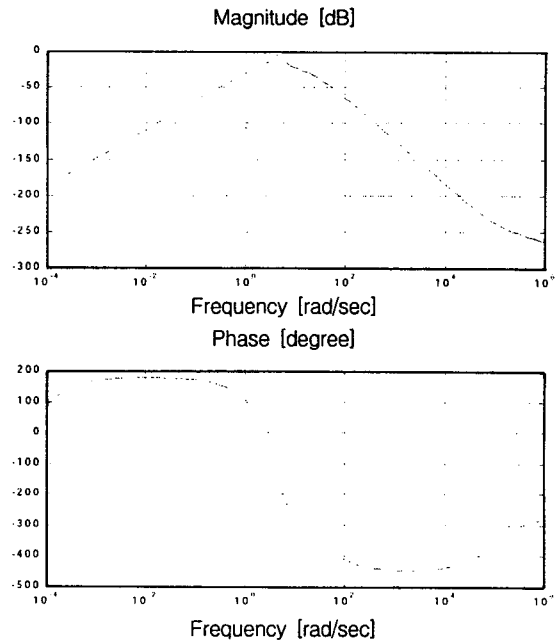 Magnitude [dB]
0
-50
-100
-150
-200
-250
-300
10⁻⁴ 10⁻² 10⁰ 10² 10⁴
Frequency [rad/sec]
Phase [degree]
200
100
0
-100
-200
-300
-400
-500
10⁻⁴ 10⁻² 10⁰ 10² 10⁴
Frequency [rad/sec]